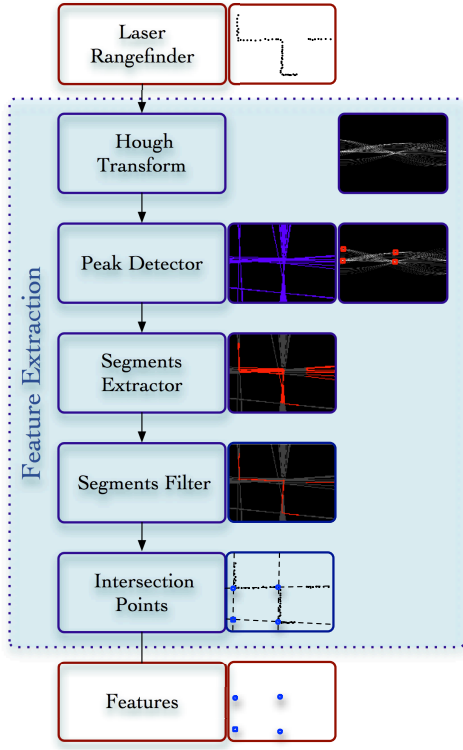 Laser
Rangefinder
Hough
Transform
Peak Detector
Segments
Extractor
Segments Filter
Intersection
Points
Features
Feature Extraction